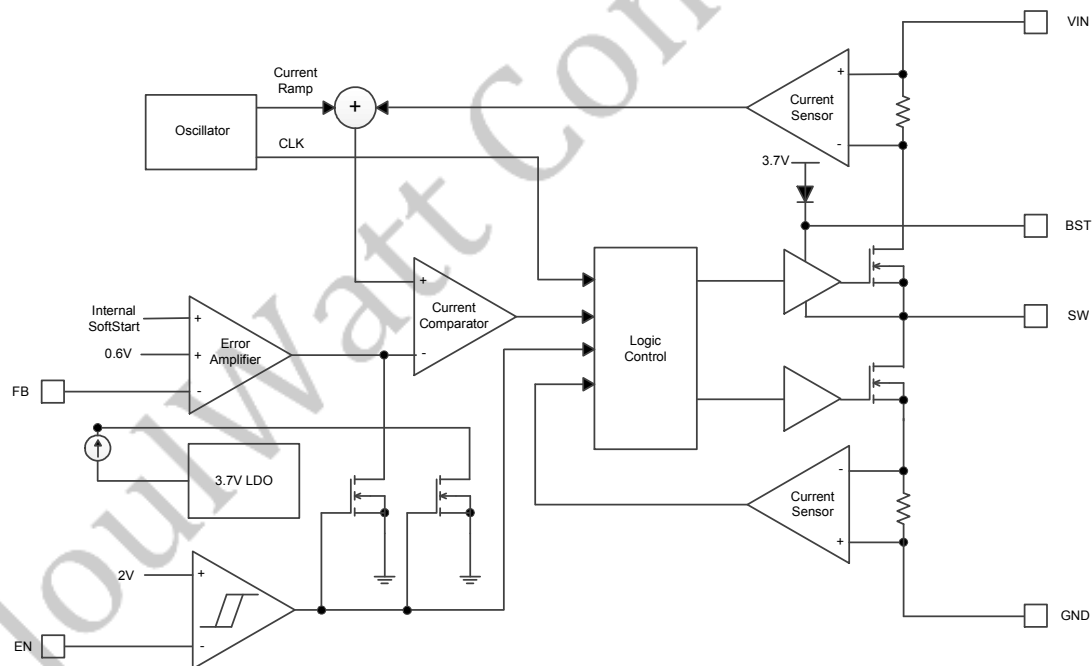 VIN
Current
Ramp
Oscillator
+
CLK
+
Current
Sensor
-
3.7V
BST
Internal
SoftStart
+
0.6V
+
-
Error
Amplifier
FB
+
Current
Comparator
-
Logic
Control
SW
3.7V LDO
-
Current
Sensor
+
2V
+
-
EN
GND